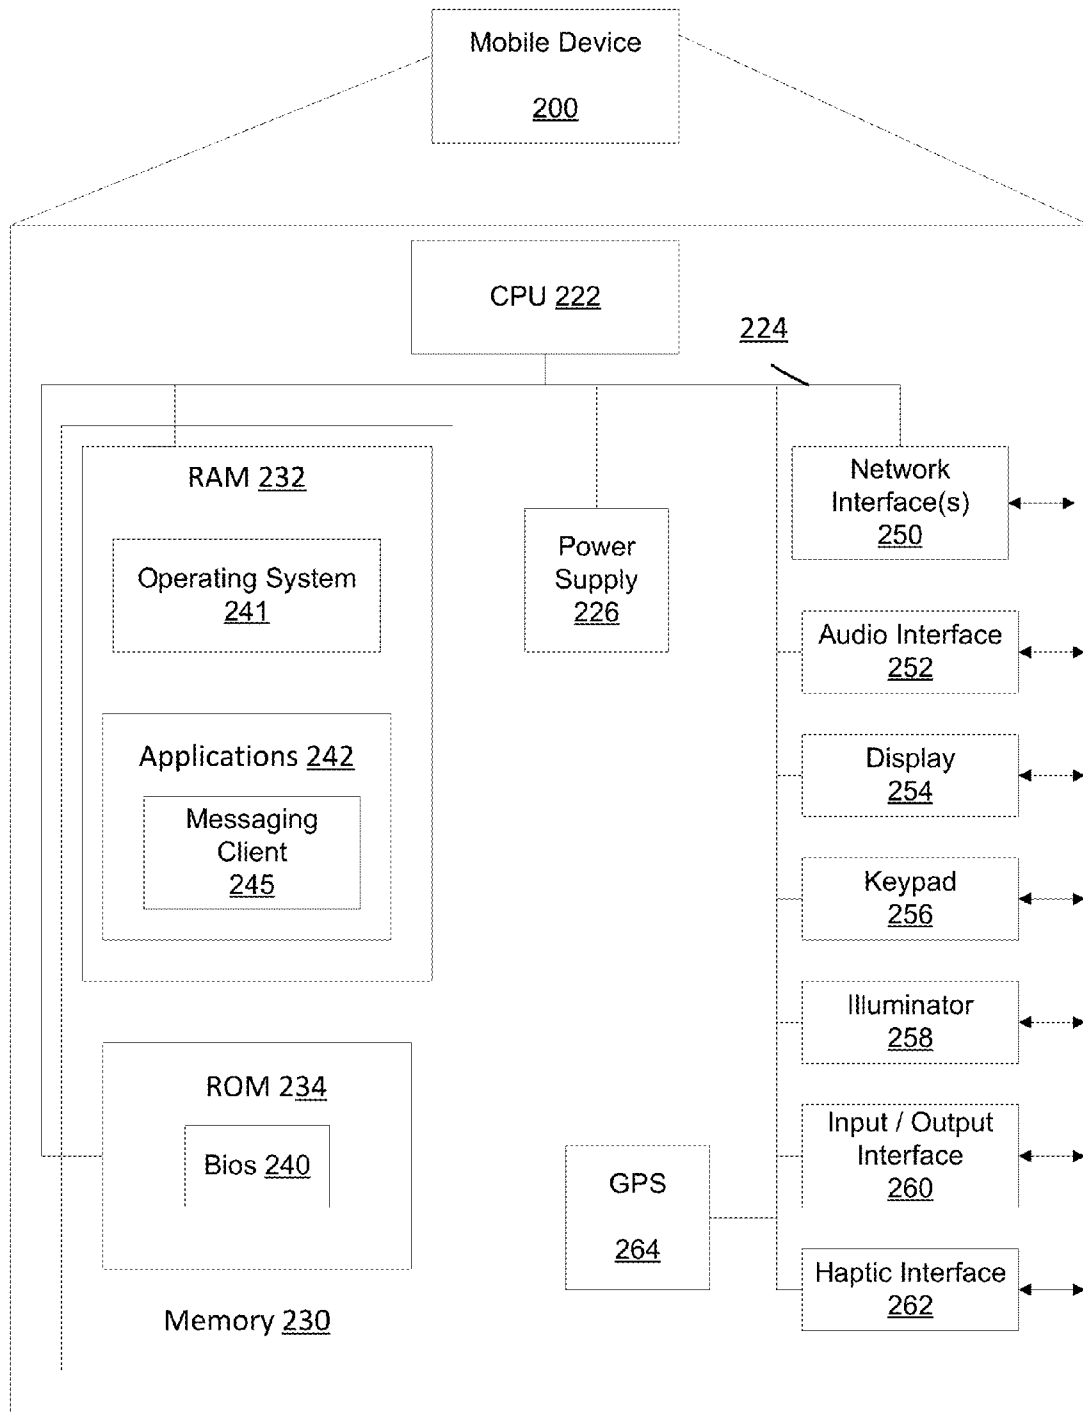 Mobile Device
200
CPU 222
224
RAM 232
Operating System
241
Applications 242
Messaging
Client
245
ROM 234
Bios 240
Memory 230
Power
Supply
226
GPS
264
Network
Interface(s)
250
Audio Interface
252
Display
254
Keypad
256
Illuminator
258
Input / Output
Interface
260
Haptic Interface
262